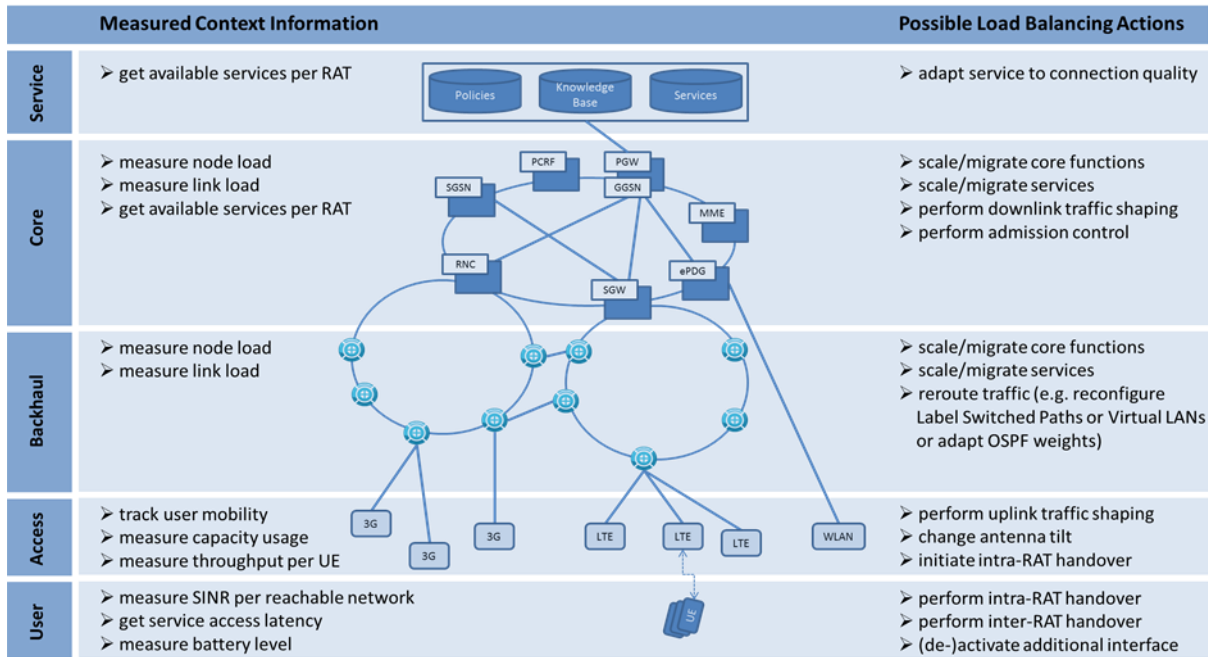 Measured Context Information
Possible Load Balancing Actions
Service
➢ get available services per RAT
Policies
Knowledge
Base
Services
➢ adapt service to connection quality
Core
➢ measure node load
➢ measure link load
➢ get available services per RAT
PCRF
PGW
SGSN
GGSN
MME
RNC
ePDG
SGW
➢ scale/migrate core functions
➢ scale/migrate services
➢ perform downlink traffic shaping
➢ perform admission control
Backhaul
➢ measure node load
➢ measure link load
➢ scale/migrate core functions
➢ scale/migrate services
➢ reroute traffic (e.g. reconfigure
Label Switched Paths or Virtual LANs
or adapt OSPF weights)
Access
➢ track user mobility
➢ measure capacity usage
➢ measure throughput per UE
3G
3G
3G
LTE
LTE
LTE
WLAN
➢ perform uplink traffic shaping
➢ change antenna tilt
➢ initiate intra-RAT handover
User
➢ measure SINR per reachable network
➢ get service access latency
➢ measure battery level
UE
➢ perform intra-RAT handover
➢ perform inter-RAT handover
➢ (de-)activate additional interface